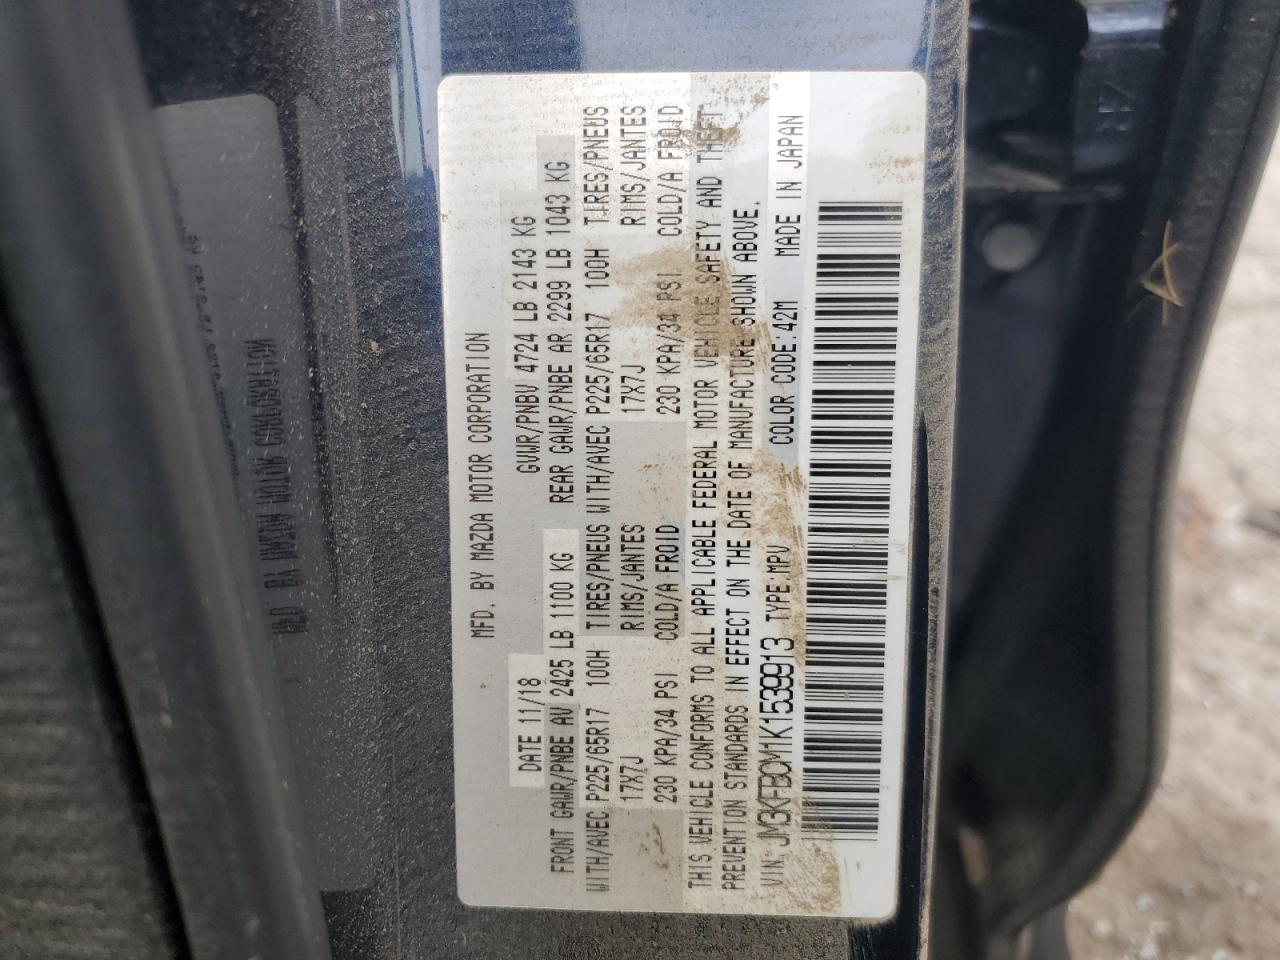 MFD. BY MAZDA MOTOR CORPORATION
DATE 11/18 GVWR/PNBV 4724 LB 2143 KG
FRONT GAWR/PNBE AV 2425 LB 1100 KG REAR GAWR/PNBE AR 2299 LB 1043 KG
WITH/AVEC P225/65R17 100H TIRES/PNEUS WITH/AVEC P225/65R17 100H TIRES/PNEUS
17X7J RIMS/JANTES 17X7J RIMS/JANTES
230 KPA/34 PSI COLD/A FROID 230 KPA/34 PSI COLD/A FROID
THIS VEHICLE CONFORMS TO ALL APPLICABLE FEDERAL MOTOR VEHICLE SAFETY AND THEFT
PREVENTION STANDARDS IN EFFECT ON THE DATE OF MANUFACTURE SHOWN ABOVE.
VIN: JM3KFBCM1K1539913 TYPE:MPV COLOR CODE:42M MADE IN JAPAN